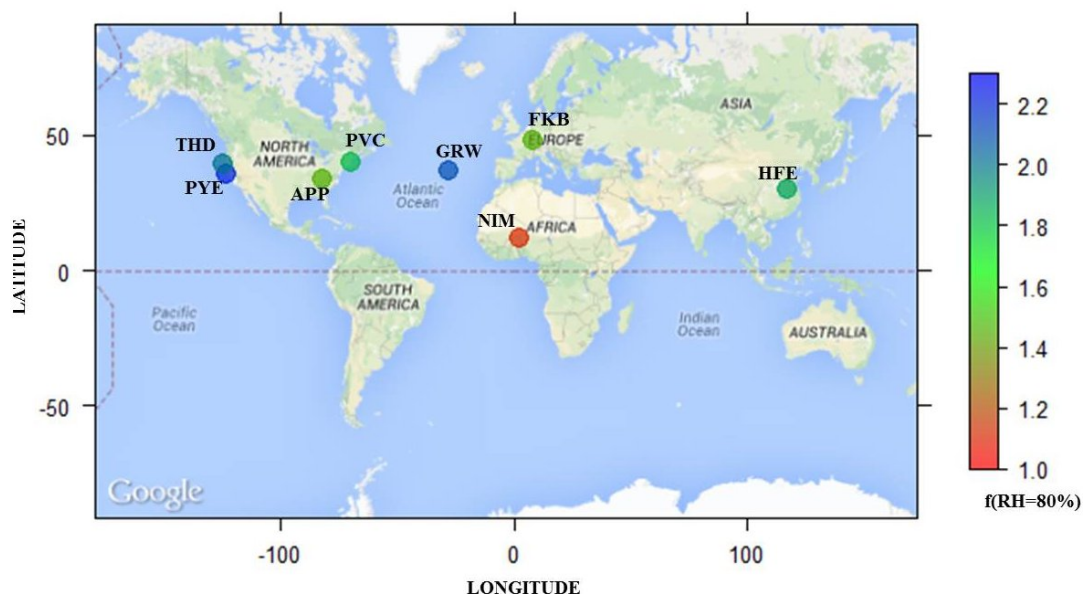 50
0
-50
LATITUDE
THD
PYE
NORTH
AMERICA
APP
PVC
GRW
Atlantic
Ocean
FKB
EUROPE
ASIA
HFE
NIM
AFRICA
SOUTH
AMERICA
Pacific
Ocean
Indian
Ocean
AUSTRALIA
Google
-100
0
100
LONGITUDE
2.2
2.0
1.8
1.6
1.4
1.2
1.0
f(RH=80%)